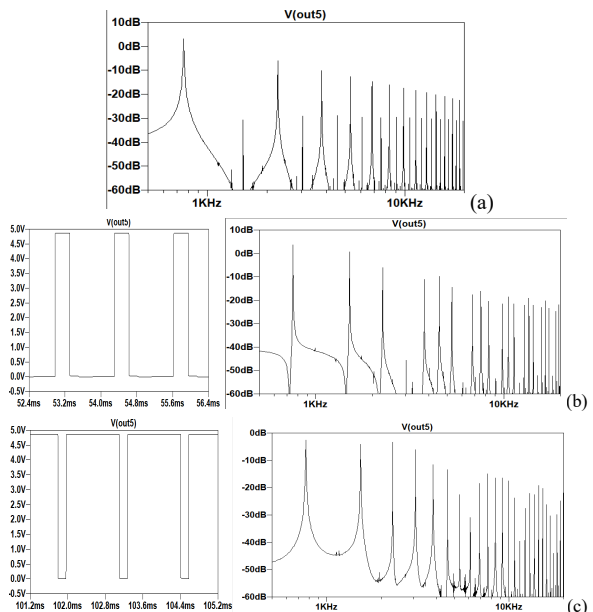 V(out5)
10dB
0dB
-10dB
-20dB
-30dB
-40dB
-50dB
-60dB
1KHz 10KHz
(a)
V(out5)
5.0V
4.5V
4.0V
3.5V
3.0V
2.5V
2.0V
1.5V
1.0V
0.5V
0.0V
-0.5V
52.4ms 53.2ms 54.0ms 54.8ms 55.6ms 56.4ms
V(out5)
10dB
0dB
-10dB
-20dB
-30dB
-40dB
-50dB
-60dB
1KHz 10KHz
(b)
V(out5)
5.0V
4.5V
4.0V
3.5V
3.0V
2.5V
2.0V
1.5V
1.0V
0.5V
0.0V
-0.5V
101.2ms 102.0ms 102.8ms 103.6ms 104.4ms 105.2ms
V(out5)
0dB
-10dB
-20dB
-30dB
-40dB
-50dB
-60dB
1KHz 10KHz
(c)